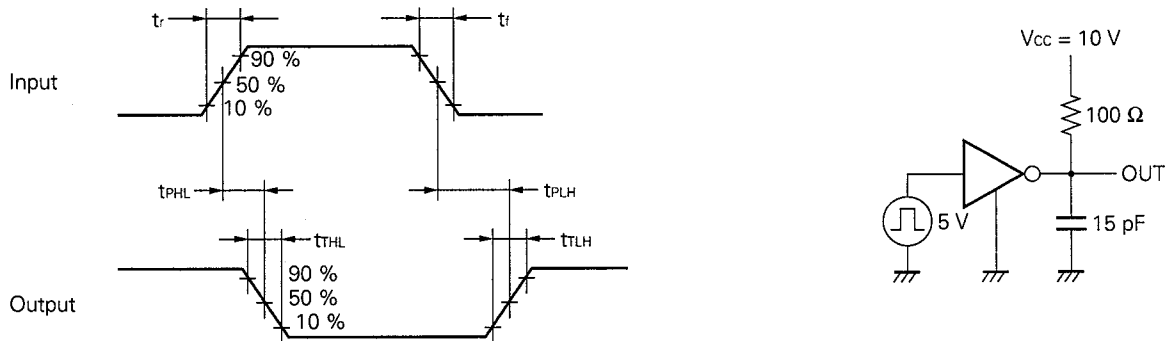 tr
tf
Input
90 %
50 %
10 %
tPHL
tPLH
tTHL
tTLH
Output
90 %
50 %
10 %
Vcc = 10 V
100 Ω
OUT
5 V
15 pF